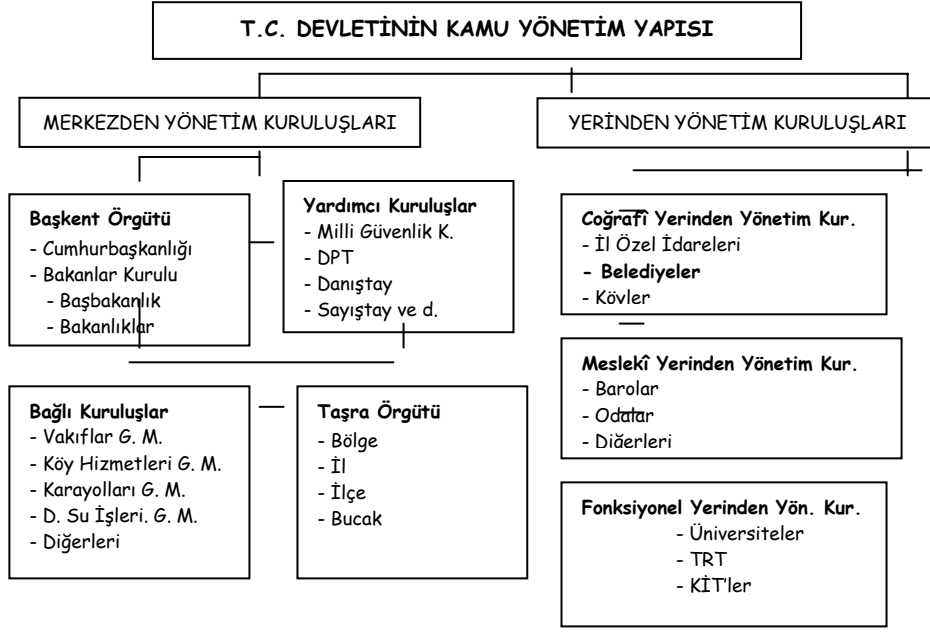 T.C. DEVLETİNİN KAMU YÖNETİM YAPISI
MERKEZDEN YÖNETİM KURULUŞLARI
YERİNDEN YÖNETİM KURULUŞLARI
Başkent Örgütü
- Cumhurbaşkanlığı
- Bakanlar Kurulu
- Başbakanlık
- Bakanlıklar
Yardımcı Kuruluşlar
- Milli Güvenlik K.
- DPT
- Danıştay
- Sayıştay ve d.
Bağlı Kuruluşlar
- Vakıflar G. M.
- Köy Hizmetleri G. M.
- Karayolları G. M.
- D. Su İşleri. G. M.
- Diğerleri
Taşra Örgütü
- Bölge
- İl
- İlçe
- Bucak
Coğrafî Yerinden Yönetim Kur.
- İl Özel İdareleri
- Belediyeler
- Köyler
Meslekî Yerinden Yönetim Kur.
- Barolar
- Odalar
- Diğerleri
Fonksiyonel Yerinden Yön. Kur.
- Üniversiteler
- TRT
- KİT'ler